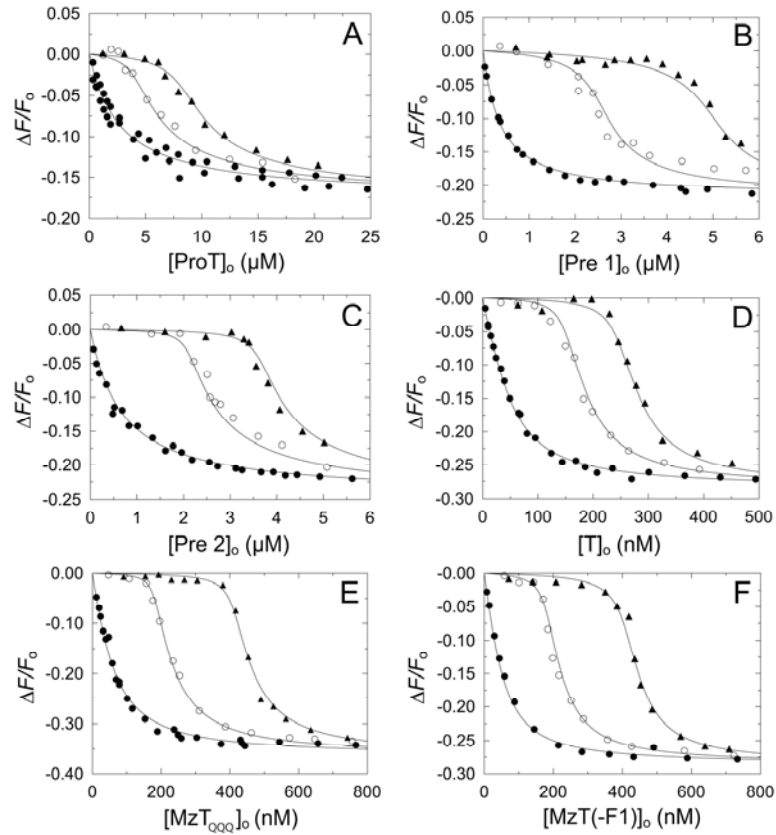 A
0.05
0.00
-0.05
-0.10
-0.15
-0.20
ΔF/Fo
0 5 10 15 20 25
[ProT]o (µM)
B
0.05
0.00
-0.05
-0.10
-0.15
-0.20
-0.25
ΔF/Fo
0 1 2 3 4 5 6
[Pre 1]o (µM)
C
0.05
0.00
-0.05
-0.10
-0.15
-0.20
-0.25
ΔF/Fo
0 1 2 3 4 5 6
[Pre 2]o (µM)
D
-0.00
-0.05
-0.10
-0.15
-0.20
-0.25
-0.30
ΔF/Fo
0 100 200 300 400 500
[T]o (nM)
E
0.00
-0.10
-0.20
-0.30
-0.40
ΔF/Fo
0 200 400 600 800
[MzTQQQ]o (nM)
F
-0.00
-0.05
-0.10
-0.15
-0.20
-0.25
-0.30
ΔF/Fo
0 200 400 600 800
[MzT(-F1)]o (nM)